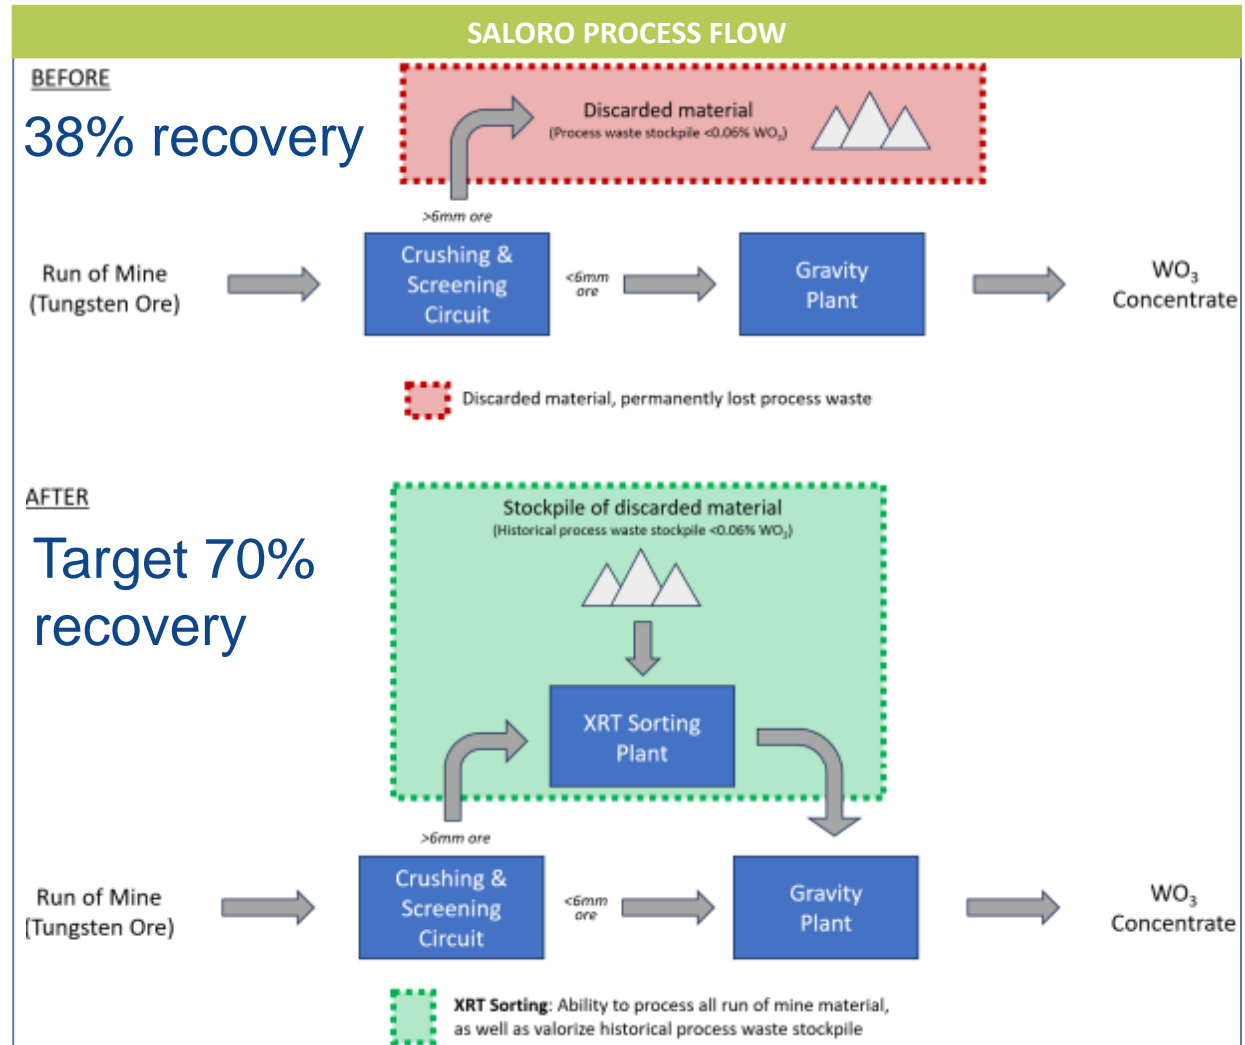 SALORO PROCESS FLOW
BEFORE
38% recovery
Discarded material
(Process waste stockpile <0.06% WO₃)
>6mm ore
Run of Mine
(Tungsten Ore)
Crushing &
Screening
Circuit
<6mm
ore
Gravity
Plant
WO₃
Concentrate
Discarded material, permanently lost process waste
AFTER
Target 70%
recovery
Stockpile of discarded material
(Historical process waste stockpile <0.06% WO₃)
XRT Sorting
Plant
>6mm ore
Run of Mine
(Tungsten Ore)
Crushing &
Screening
Circuit
<6mm
ore
Gravity
Plant
WO₃
Concentrate
XRT Sorting: Ability to process all run of mine material,
as well as valorize historical process waste stockpile